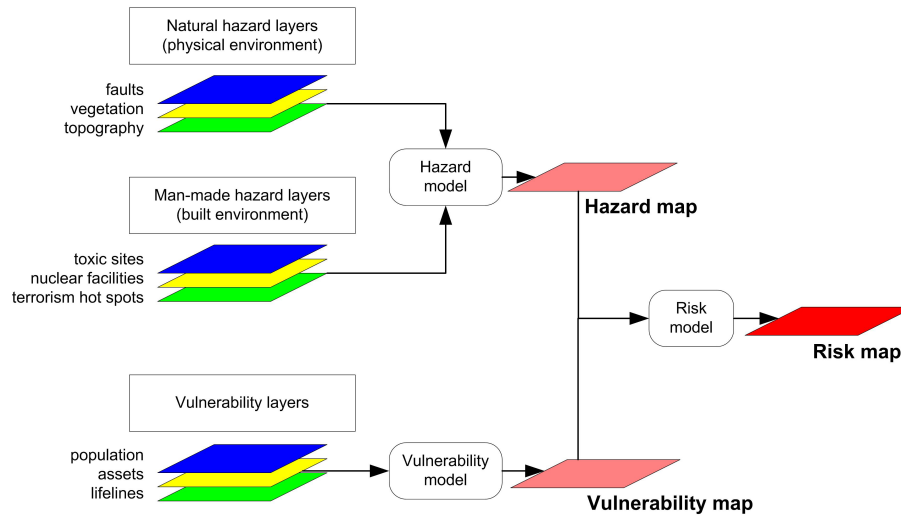 Natural hazard layers
(physical environment)
faults
vegetation
topography
Hazard
model
Hazard map
Man-made hazard layers
(built environment)
toxic sites
nuclear facilities
terrorism hot spots
Risk
model
Risk map
Vulnerability layers
population
assets
lifelines
Vulnerability
model
Vulnerability map